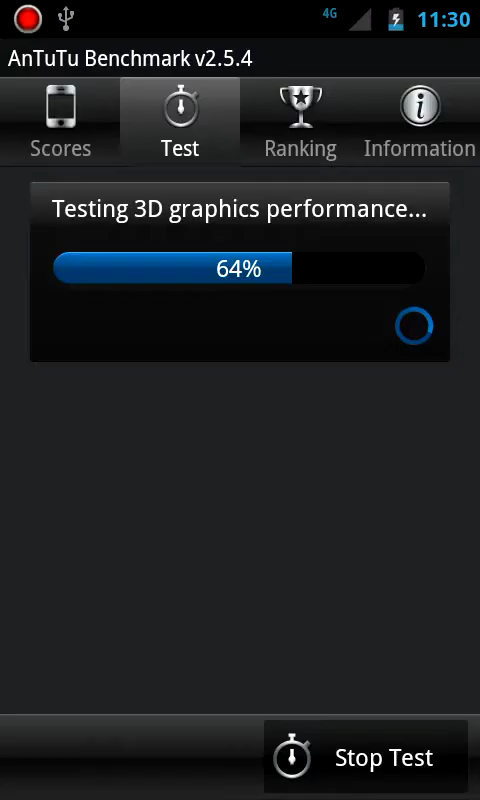 4G 11:30
AnTuTu Benchmark v2.5.4
Scores Test Ranking Information
Testing 3D graphics performance...
64%
Stop Test